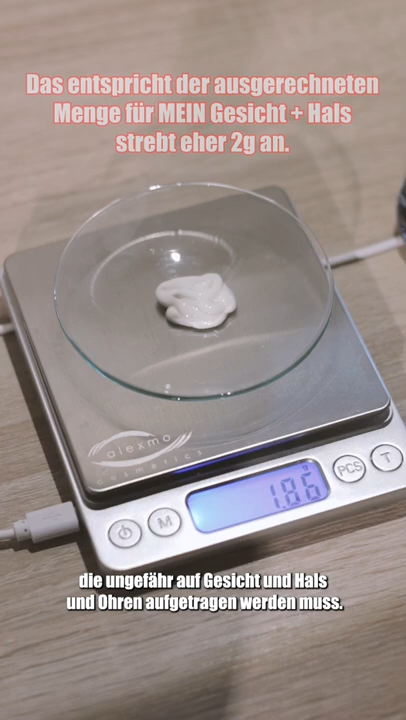 Das entspricht der ausgerechneten
Menge für MEIN Gesicht + Hals
strebt eher 2g an.
alexmo
cosmetics
1.86
g
PCS
T
M
die ungefähr auf Gesicht und Hals
und Ohren aufgetragen werden muss.